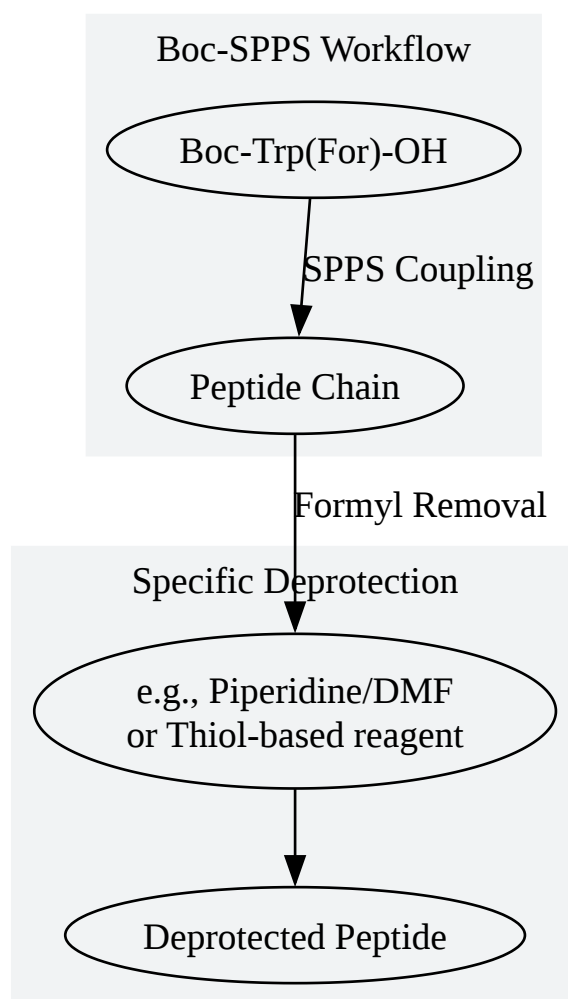 Boc-SPPS Workflow
Boc-Trp(For)-OH
SPPS Coupling
Peptide Chain
Formyl Removal
Specific Deprotection
e.g., Piperidine/DMF
or Thiol-based reagent
Deprotected Peptide